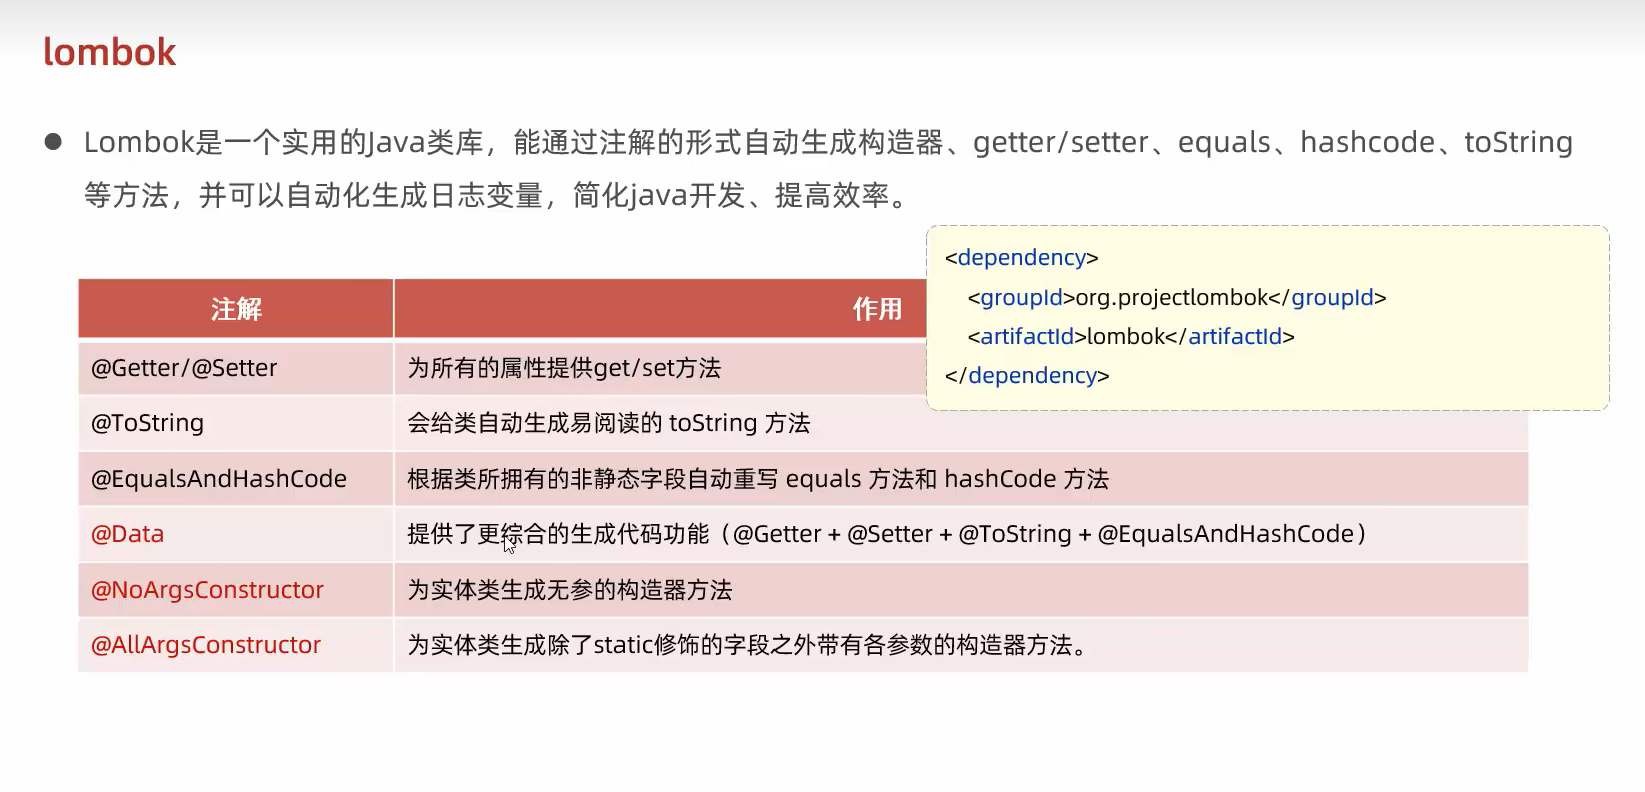 lombok
Lombok是一个实用的Java类库，能通过注解的形式自动生成构造器、getter/setter、equals、hashcode、toString
等方法，并可以自动化生成日志变量，简化java开发、提高效率。
<dependency>
<groupId>org.projectlombok</groupId>
<artifactId>lombok</artifactId>
</dependency>
注解 作用
@Getter/@Setter 为所有的属性提供get/set方法
@ToString 会给类自动生成易阅读的 toString 方法
@EqualsAndHashCode 根据类所拥有的非静态字段自动重写 equals 方法和 hashCode 方法
@Data 提供了更综合的生成代码功能（@Getter + @Setter + @ToString + @EqualsAndHashCode）
@NoArgsConstructor 为实体类生成无参的构造器方法
@AllArgsConstructor 为实体类生成除了static修饰的字段之外带有各参数的构造器方法。